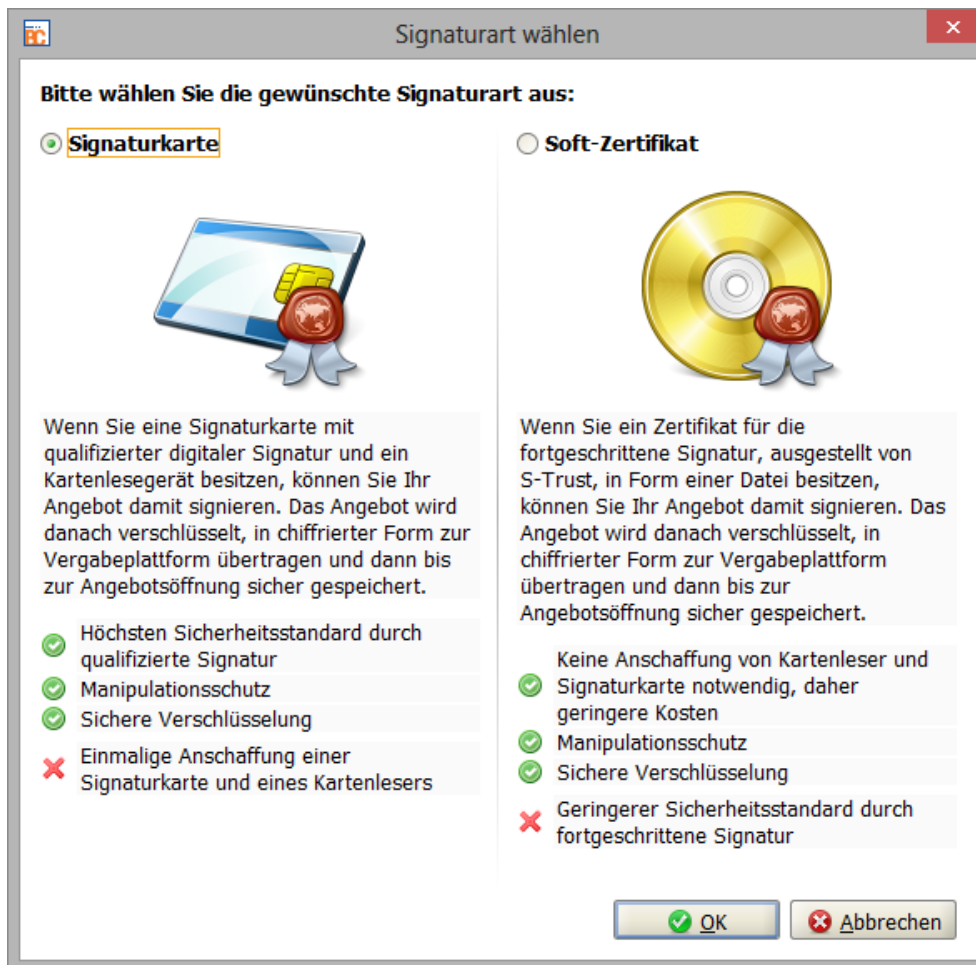 BC
Signaturart wählen
Bitte wählen Sie die gewünschte Signaturart aus:
Signaturkarte
Wenn Sie eine Signaturkarte mit
qualifizierter digitaler Signatur und ein
Kartenlesegerät besitzen, können Sie Ihr
Angebot damit signieren. Das Angebot wird
danach verschlüsselt, in chiffrierter Form zur
Vergabeplattform übertragen und dann bis
zur Angebotsöffnung sicher gespeichert.
Höchsten Sicherheitsstandard durch
qualifizierte Signatur
Manipulationsschutz
Sichere Verschlüsselung
Einmalige Anschaffung einer
Signaturkarte und eines Kartenlesers
Soft-Zertifikat
Wenn Sie ein Zertifikat für die
fortgeschrittene Signatur, ausgestellt von
S-Trust, in Form einer Datei besitzen,
können Sie Ihr Angebot damit signieren. Das
Angebot wird danach verschlüsselt, in
chiffrierter Form zur Vergabeplattform
übertragen und dann bis zur
Angebotsöffnung sicher gespeichert.
Keine Anschaffung von Kartenleser und
Signaturkarte notwendig, daher
geringere Kosten
Manipulationsschutz
Sichere Verschlüsselung
Geringerer Sicherheitsstandard durch
fortgeschrittene Signatur
OK
Abbrechen